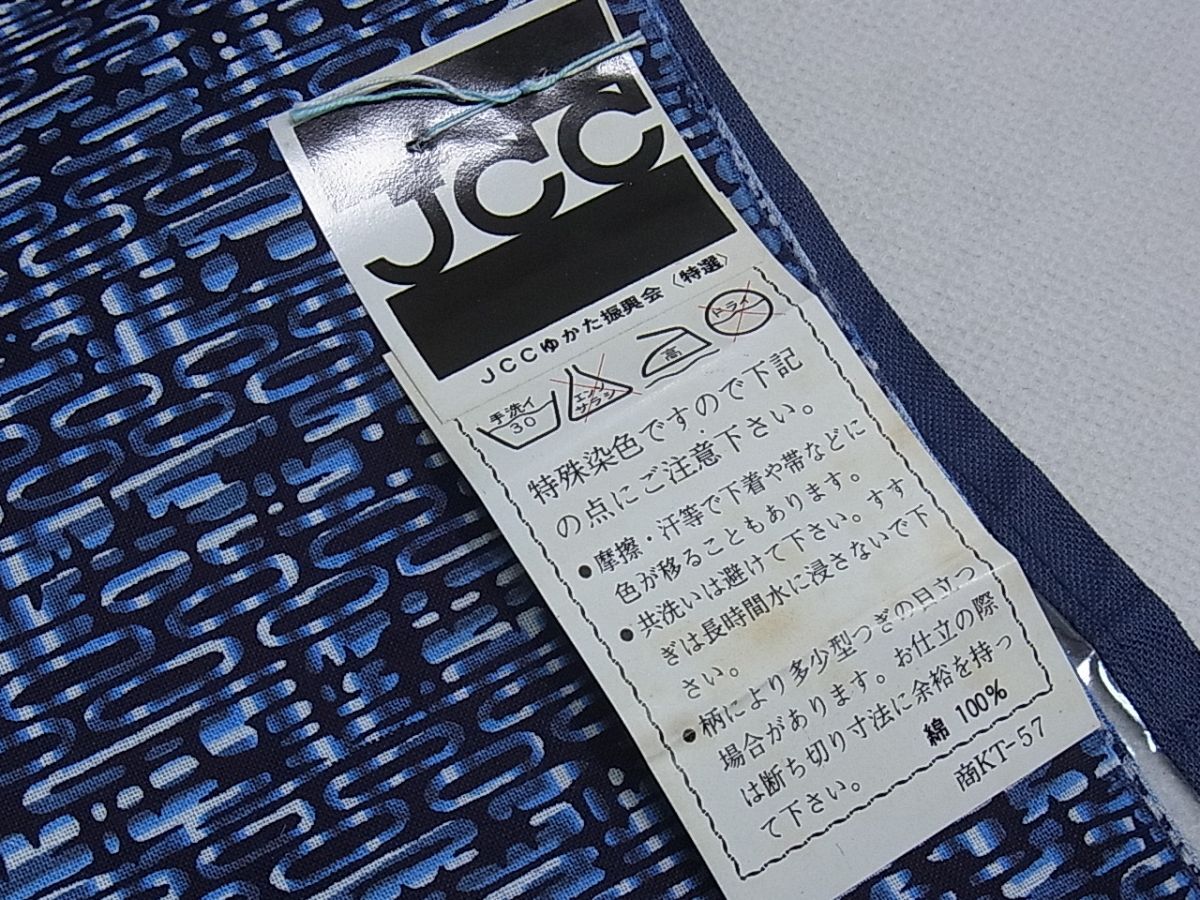 JCC
JCCゆかた振興会〈特選〉
手洗イ
30
エンソ
サラシ
高
ドライ
特殊染色ですので下記
の点にご注意下さい。
●摩擦・汗等で下着や帯などに
色が移ることもあります。
●共洗いは避けて下さい。すす
ぎは長時間水に浸さないで下
さい。
●柄により多少型つぎの目立つ
場合があります。お仕立の際
は断ち切り寸法に余裕を持っ
て下さい。
綿 100%
商KT-57